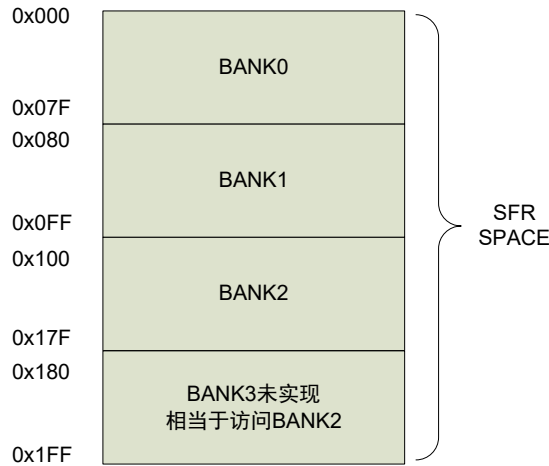 0x000
BANK0
0x07F
0x080
BANK1
0x0FF
SFR
SPACE
0x100
BANK2
0x17F
0x180
BANK3未实现
相当于访问BANK2
0x1FF